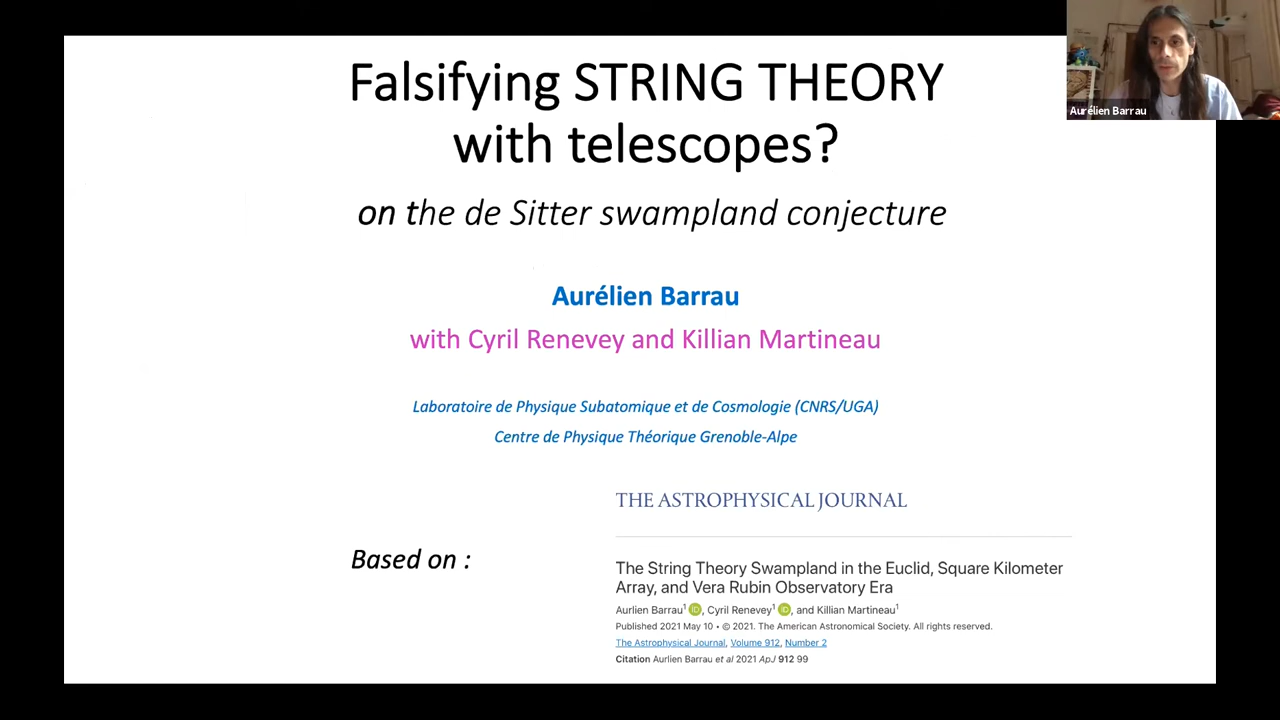 Falsifying STRING THEORY
with telescopes?
on the de Sitter swampland conjecture
Aurélien Barrau
Aurélien Barrau
with Cyril Renevey and Killian Martineau
Laboratoire de Physique Subatomique et de Cosmologie (CNRS/UGA)
Centre de Physique Théorique Grenoble-Alpe
THE ASTROPHYSICAL JOURNAL
Based on :
The String Theory Swampland in the Euclid, Square Kilometer
Array, and Vera Rubin Observatory Era
Aurlien Barrau1 iD, Cyril Renevey1 iD, and Killian Martineau1
Published 2021 May 10 • © 2021. The American Astronomical Society. All rights reserved.
The Astrophysical Journal, Volume 912, Number 2
Citation Aurlien Barrau et al 2021 ApJ 912 99